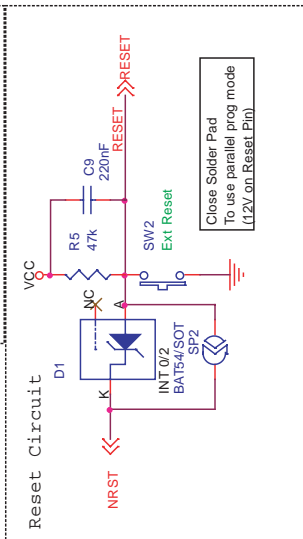 Reset Circuit
VCC
R5
47k
C9
220nF
RESET
RESET
SW2
Ext Reset
NC
A
K
D1
INT 0/2
BAT54/SOT
SP2
NRST
Close Solder Pad
To use parallel prog mode
(12V on Reset Pin)